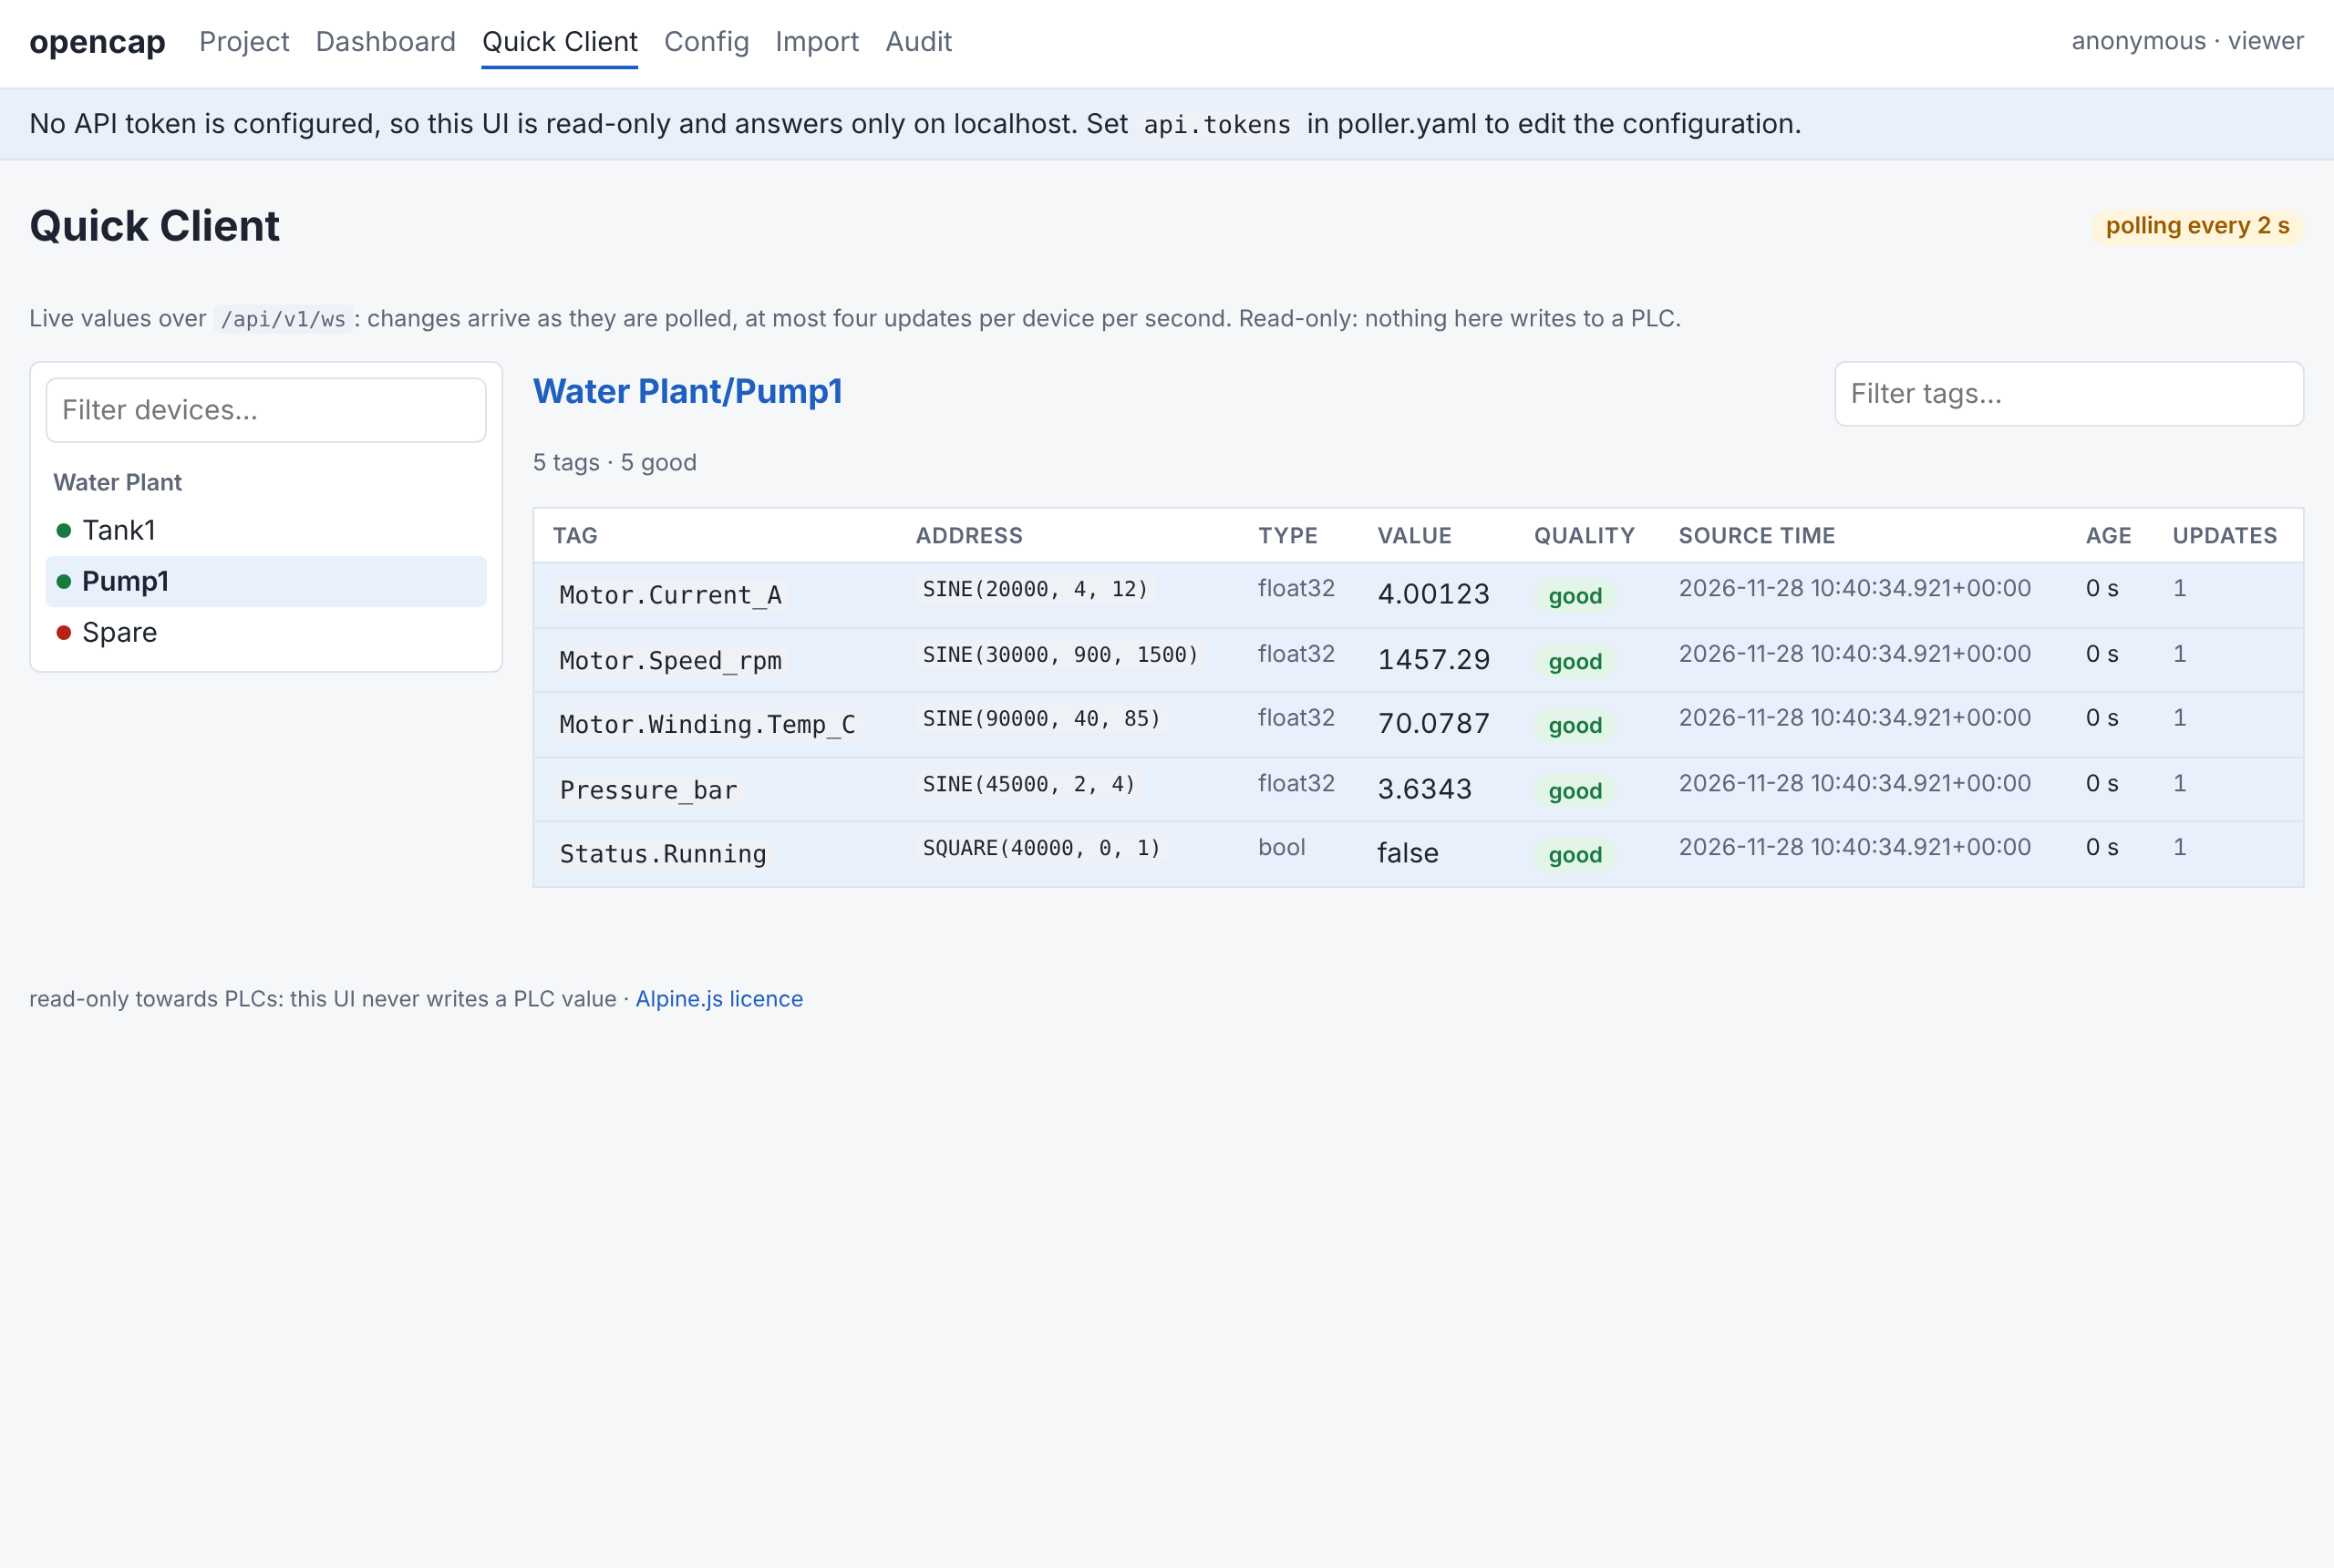 opencap Project Dashboard Quick Client Config Import Audit anonymous · viewer
No API token is configured, so this UI is read-only and answers only on localhost. Set api.tokens in poller.yaml to edit the configuration.
Quick Client polling every 2 s
Live values over /api/v1/ws: changes arrive as they are polled, at most four updates per device per second. Read-only: nothing here writes to a PLC.
Filter devices...
Water Plant
Tank1
Pump1
Spare
Water Plant/Pump1 Filter tags...
5 tags · 5 good
TAG ADDRESS TYPE VALUE QUALITY SOURCE TIME AGE UPDATES
Motor.Current_A SINE(20000, 4, 12) float32 4.00123 good 2026-11-28 10:40:34.921+00:00 0 s 1
Motor.Speed_rpm SINE(30000, 900, 1500) float32 1457.29 good 2026-11-28 10:40:34.921+00:00 0 s 1
Motor.Winding.Temp_C SINE(90000, 40, 85) float32 70.0787 good 2026-11-28 10:40:34.921+00:00 0 s 1
Pressure_bar SINE(45000, 2, 4) float32 3.6343 good 2026-11-28 10:40:34.921+00:00 0 s 1
Status.Running SQUARE(40000, 0, 1) bool false good 2026-11-28 10:40:34.921+00:00 0 s 1
read-only towards PLCs: this UI never writes a PLC value · Alpine.js licence